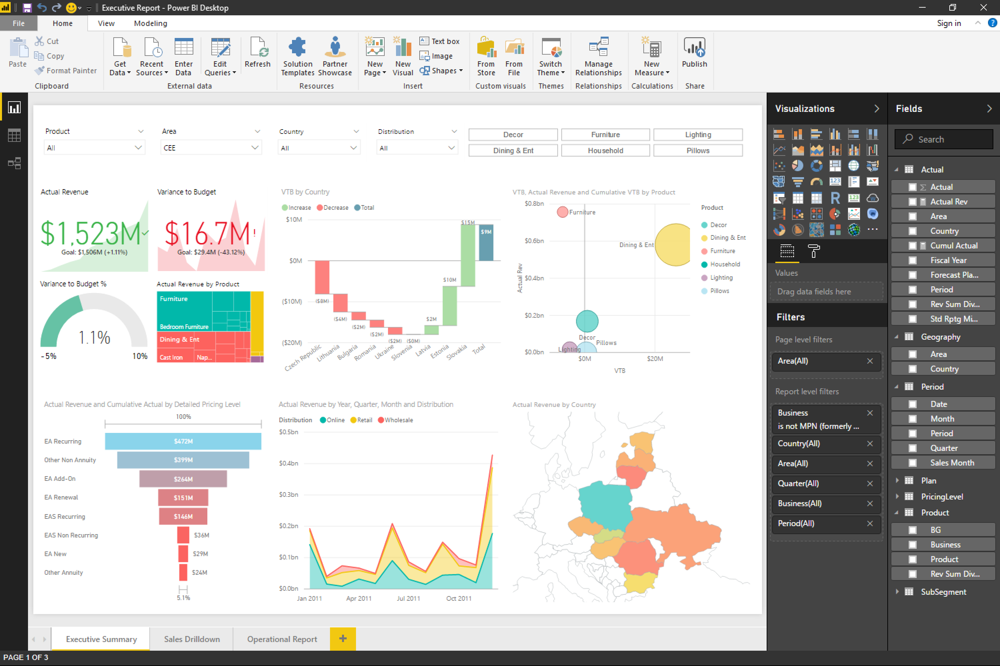 Executive Report - Power BI Desktop
File Home View Modeling Sign in ?
Paste
Cut
Copy
Format Painter
Clipboard
Get Data
Recent Sources
Enter Data
Edit Queries
Refresh
External data
Solution Templates
Partner Showcase
Resources
New Page
New Visual
Text box
Image
Shapes
Insert
From Store
From File
Custom visuals
Switch Theme
Themes
Manage Relationships
Relationships
New Measure
Calculations
Publish
Share
Product
All
Area
CEE
Country
All
Distribution
All
Decor Furniture Lighting
Dining & Ent Household Pillows
Actual Revenue
$1,523M
Goal: $1,506M (+1.11%)
Variance to Budget
$16.7M!
Goal: $29.4M (-43.12%)
Variance to Budget %
1.1%
-5% 10%
Actual Revenue by Product
Furniture
Bedroom Furniture
Dining & Ent
Cast Iron Nap...
VTB by Country
Increase Decrease Total
$10M
$0M
($10M)
($20M)
($8M)
($4M)
($2M)
($2M)
($2M)
($0M)
$2M
$10M
$15M
$9M
Czech Republic
Lithuania
Bulgaria
Romania
Ukraine
Slovenia
Latvia
Estonia
Slovakia
Total
VTB, Actual Revenue and Cumulative VTB by Product
$0.8bn
$0.6bn
$0.4bn
$0.2bn
$0.0bn
Actual Rev
Furniture
Dining & Ent
Decor
Pillows
Lighting
$0M $20M
VTB
Product
Decor
Dining & Ent
Furniture
Household
Lighting
Pillows
Actual Revenue and Cumulative Actual by Detailed Pricing Level
100%
EA Recurring $472M
Other Non Annuity $399M
EA Add-On $264M
EA Renewal $151M
EAS Recurring $146M
EAS Non Recurring $36M
EA New $29M
Other Annuity $24M
5.1%
Actual Revenue by Year, Quarter, Month and Distribution
Distribution Online Retail Wholesale
$0.5bn
$0.4bn
$0.3bn
$0.2bn
$0.1bn
$0.0bn
Jan 2011 Apr 2011 Jul 2011 Oct 2011
Actual Revenue by Country
Visualizations
123
R
123
W
Values
Drag data fields here
Filters
Page level filters
Area(All)
Report level filters
Business
is not MPN (formerly ...
Country(All)
Area(All)
Quarter(All)
Business(All)
Period(All)
Fields
Search
Actual
Σ Actual
Actual Rev
Area
Country
Cumul Actual
Fiscal Year
Forecast Pla...
Period
Rev Sum Div...
Std Rptg Mi...
Geography
Area
Country
Period
Date
Month
Period
Quarter
Sales Month
Plan
PricingLevel
Product
BG
Business
Product
Rev Sum Div...
SubSegment
Executive Summary Sales Drilldown Operational Report +
PAGE 1 OF 3